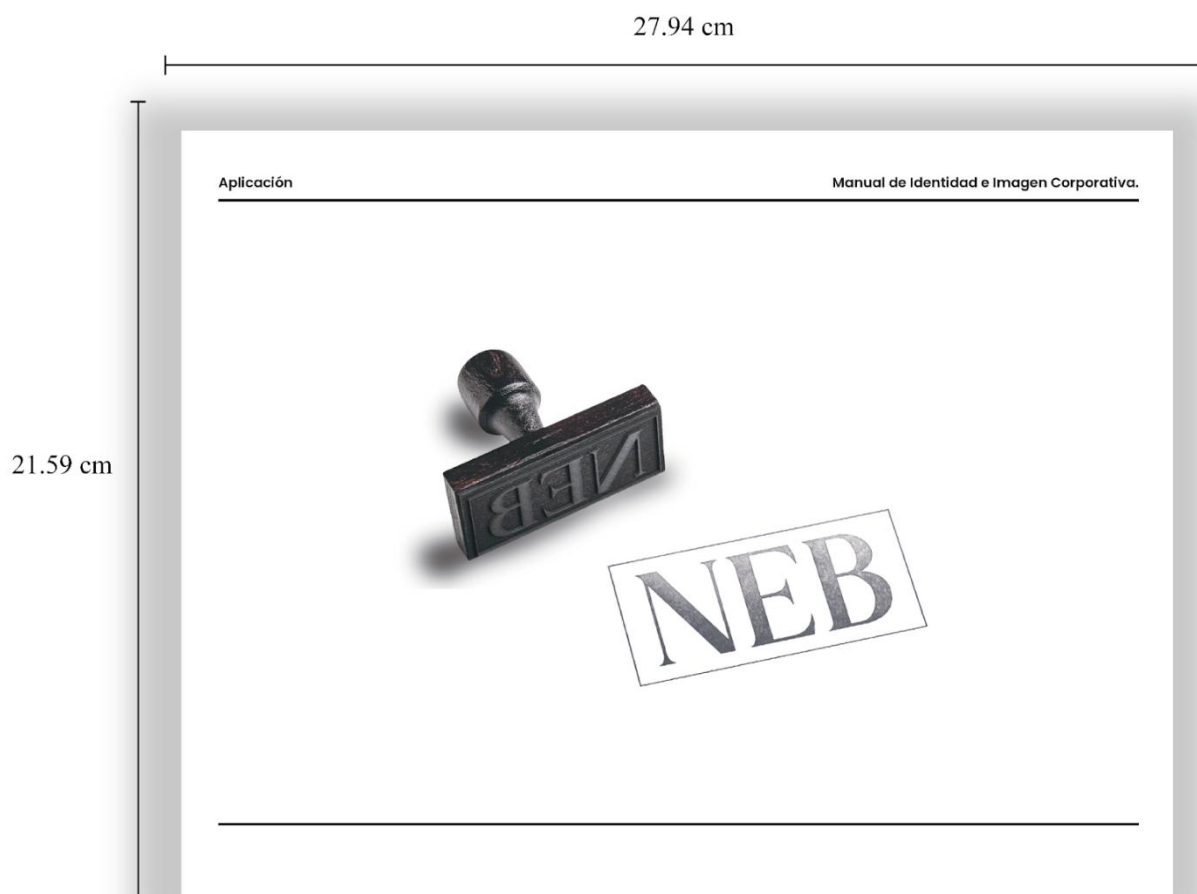 27.94 cm
Aplicación
Manual de Identidad e Imagen Corporativa.
21.59 cm
NEB
NEB